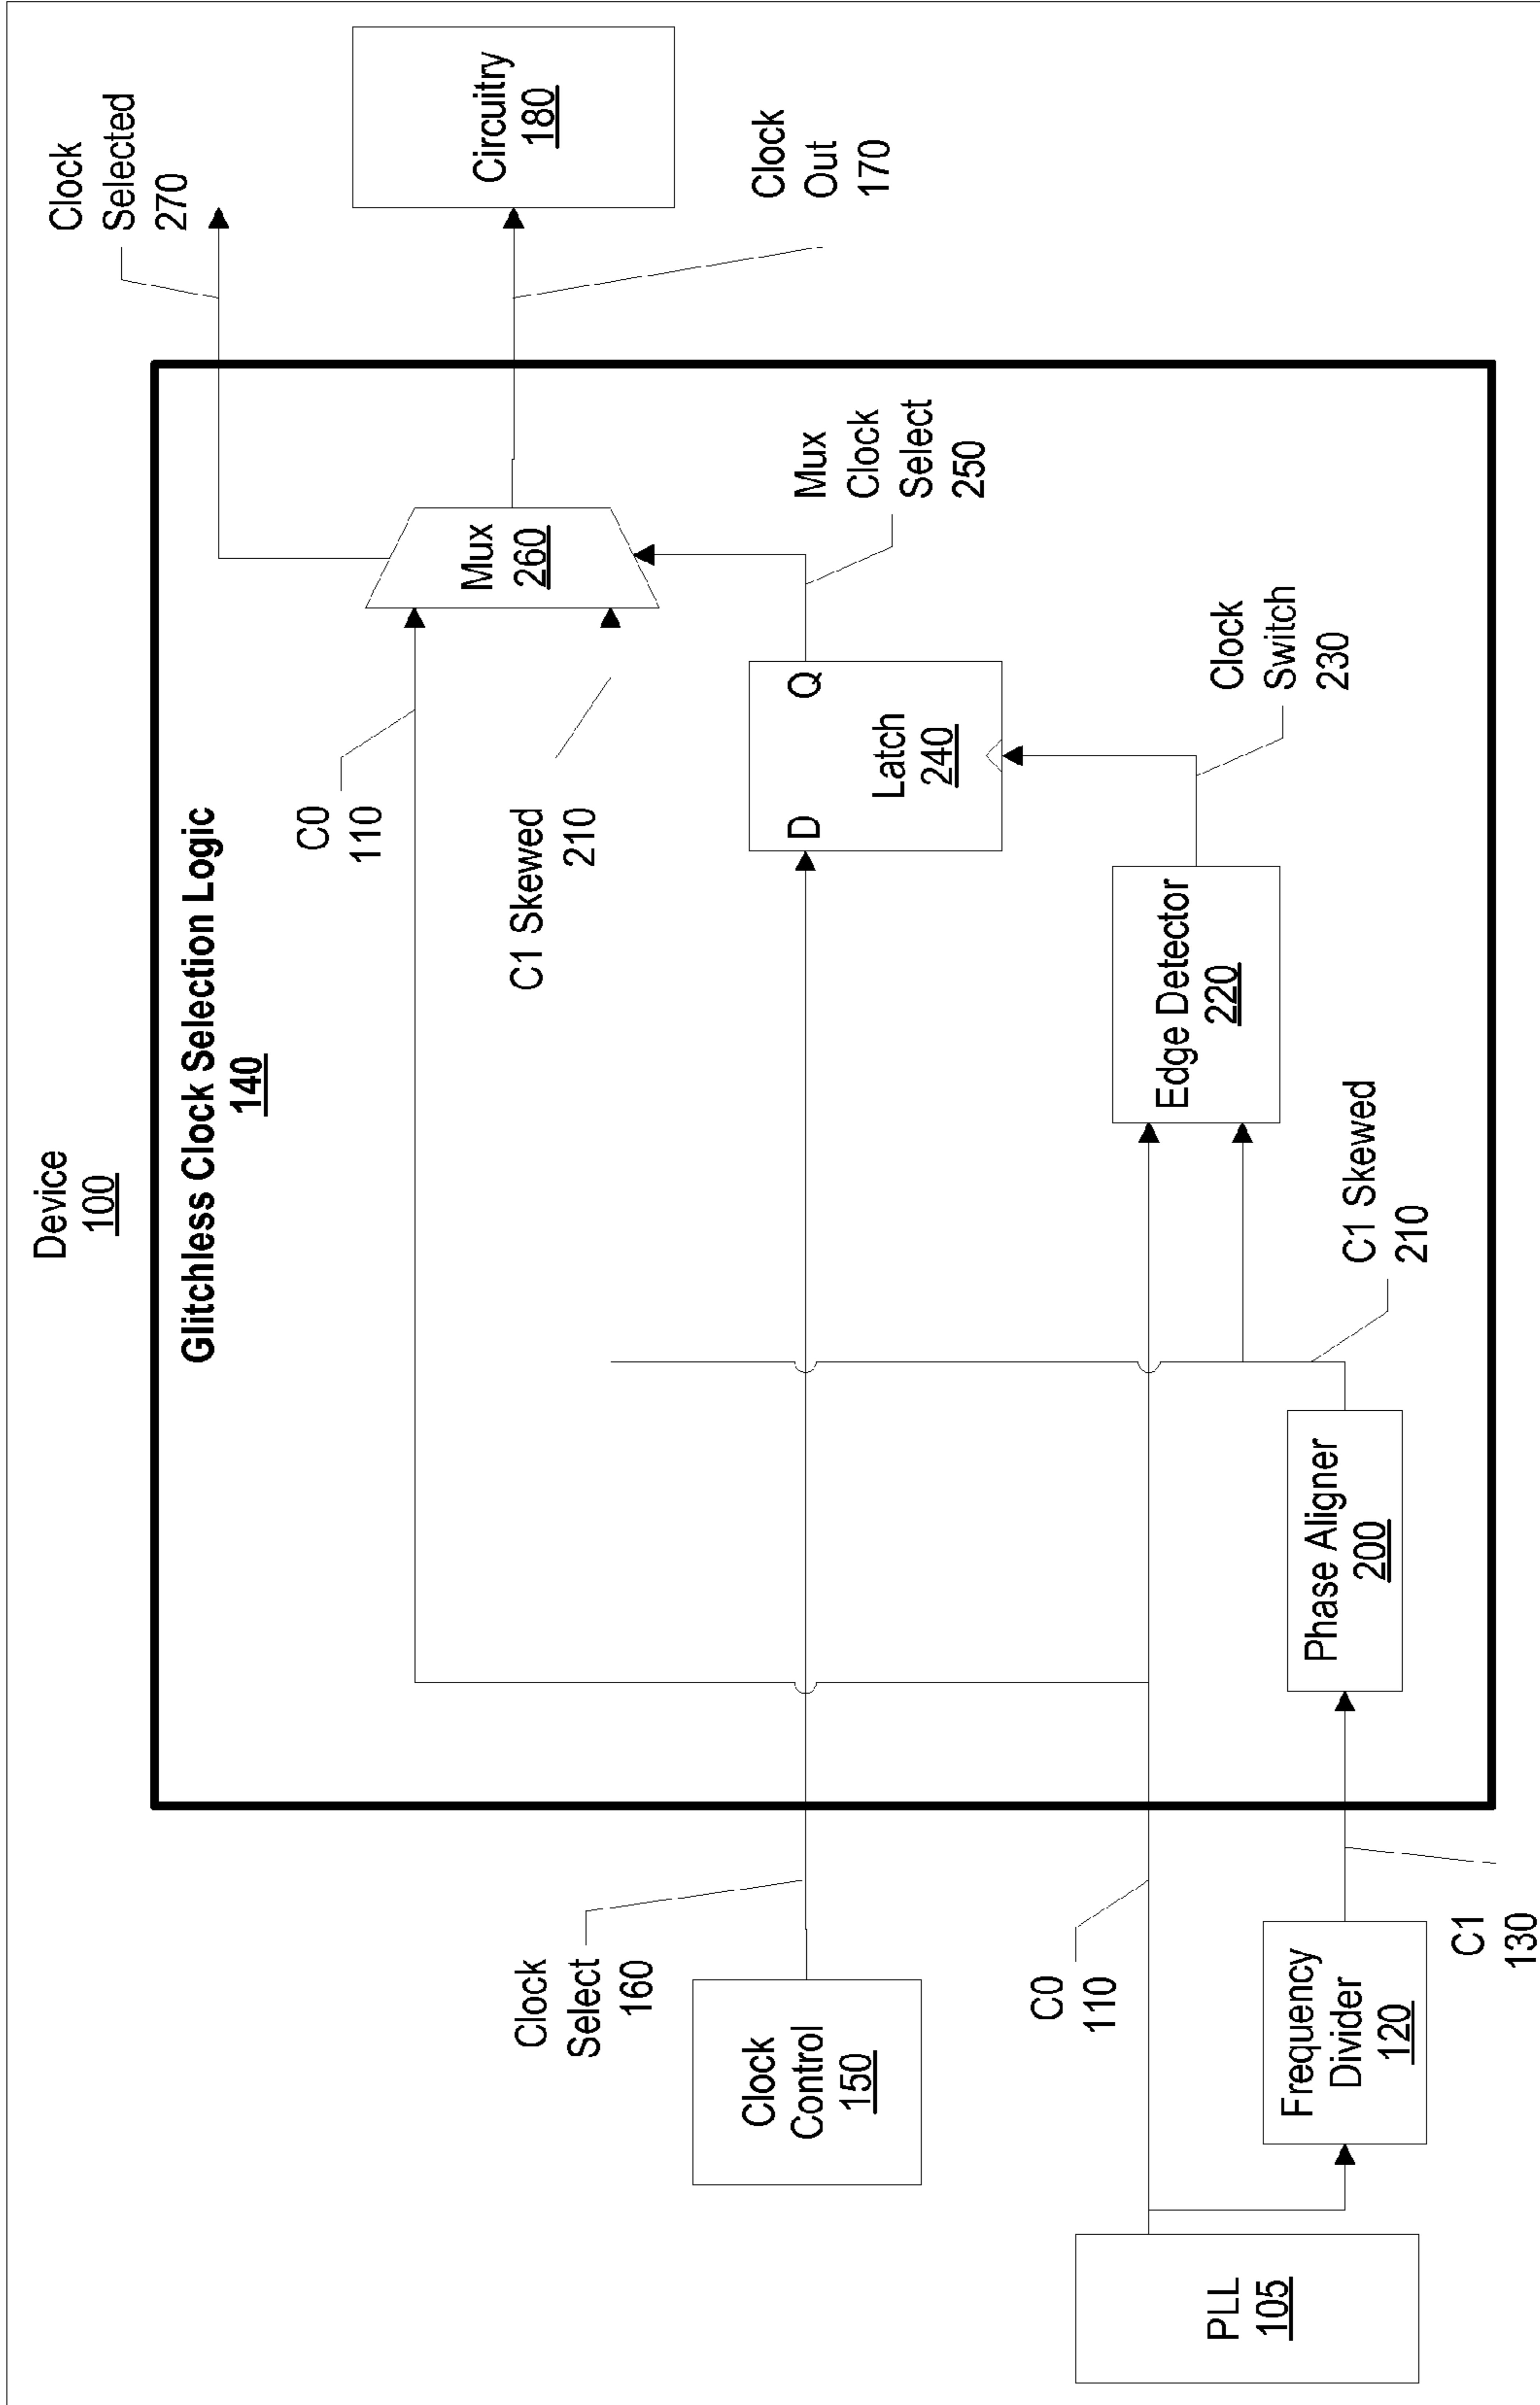 Device
100
Glitchless Clock Selection Logic
140
Clock
Selected
270
Circuitry
180
Clock
Out
170
C0
110
Mux
260
C1 Skewed
210
Mux
Clock
Select
250
Clock
Select
160
Clock
Control
150
D
Q
Latch
240
Clock
Switch
230
C0
110
Edge Detector
220
PLL
105
Frequency
Divider
120
C1
130
Phase Aligner
200
C1 Skewed
210